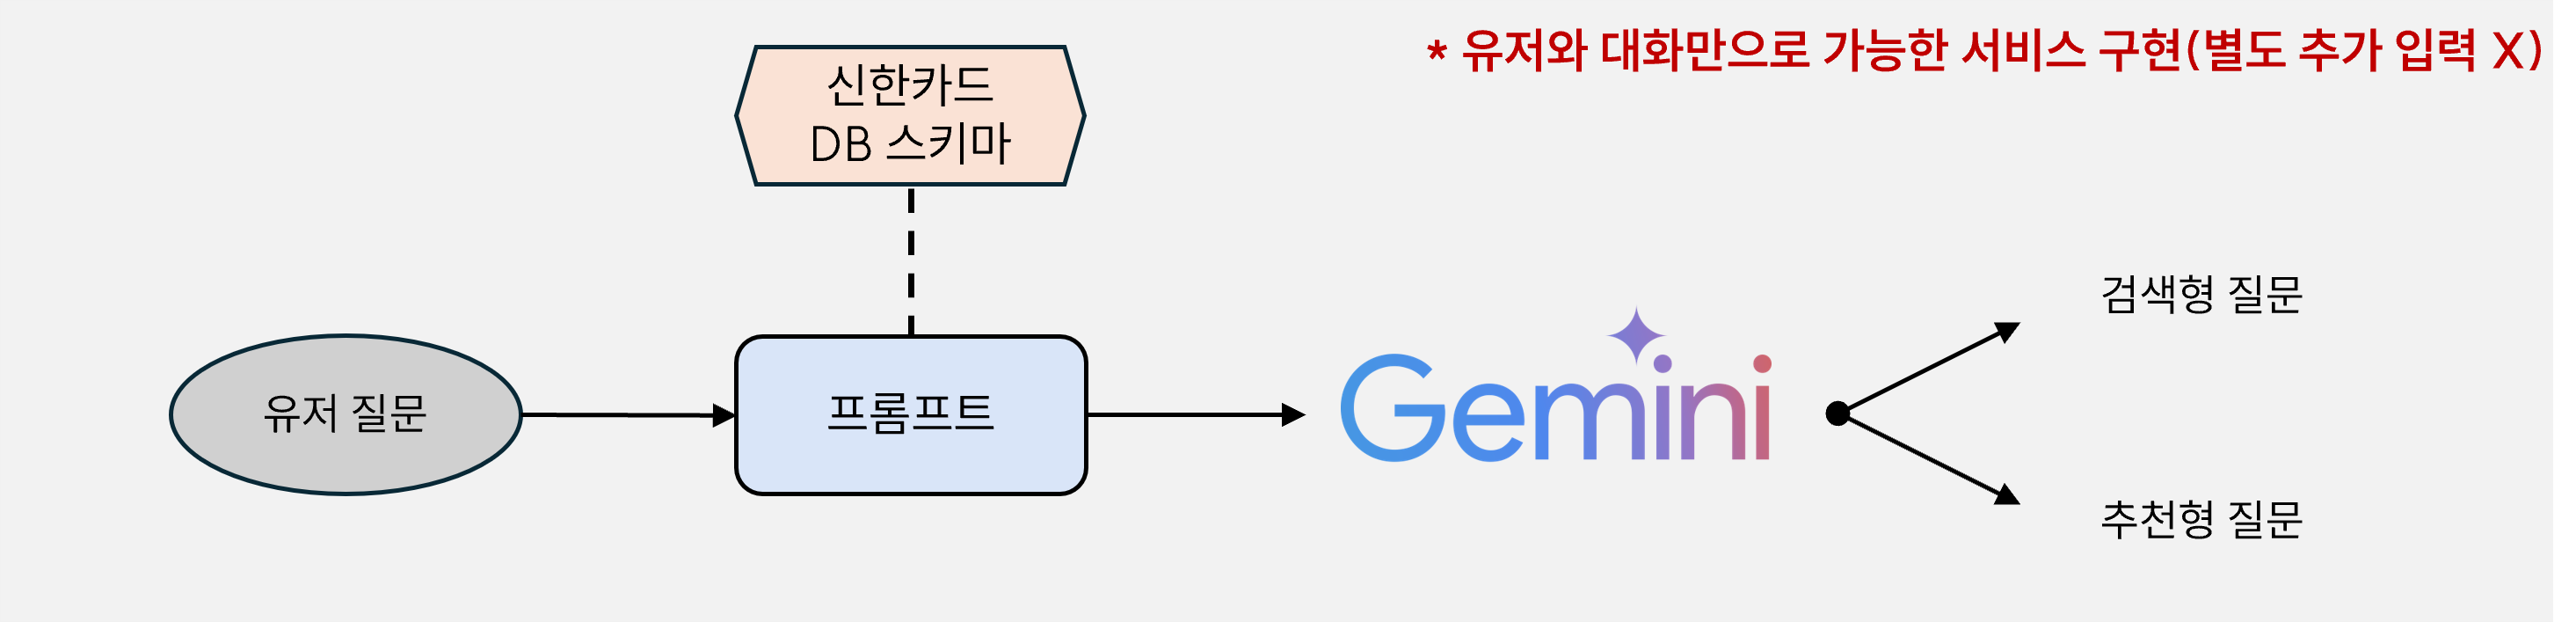 * 유저와 대화만으로 가능한 서비스 구현(별도 추가 입력 X)
신한카드
DB 스키마
유저 질문
프롬프트
Gemini
검색형 질문
추천형 질문